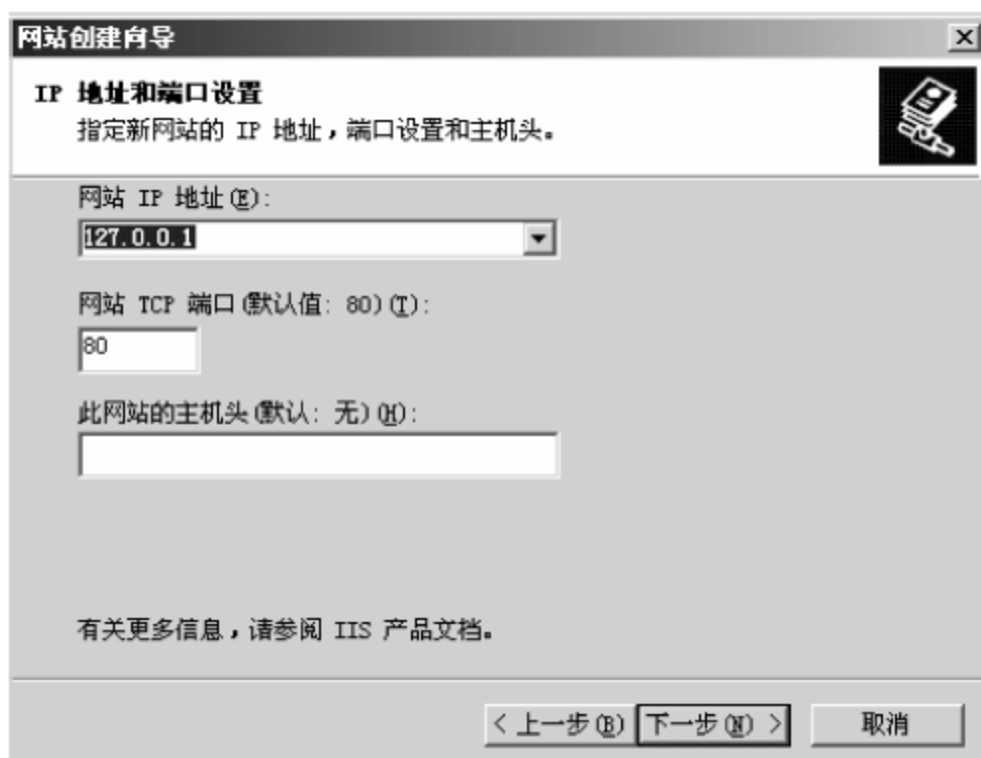 网站创建向导
IP 地址和端口设置
指定新网站的 IP 地址，端口设置和主机头。
网站 IP 地址(E):
127.0.0.1
网站 TCP 端口(默认值: 80)(T):
80
此网站的主机头(默认: 无)(H):
有关更多信息，请参阅 IIS 产品文档。
< 上一步(B) 下一步(N) > 取消